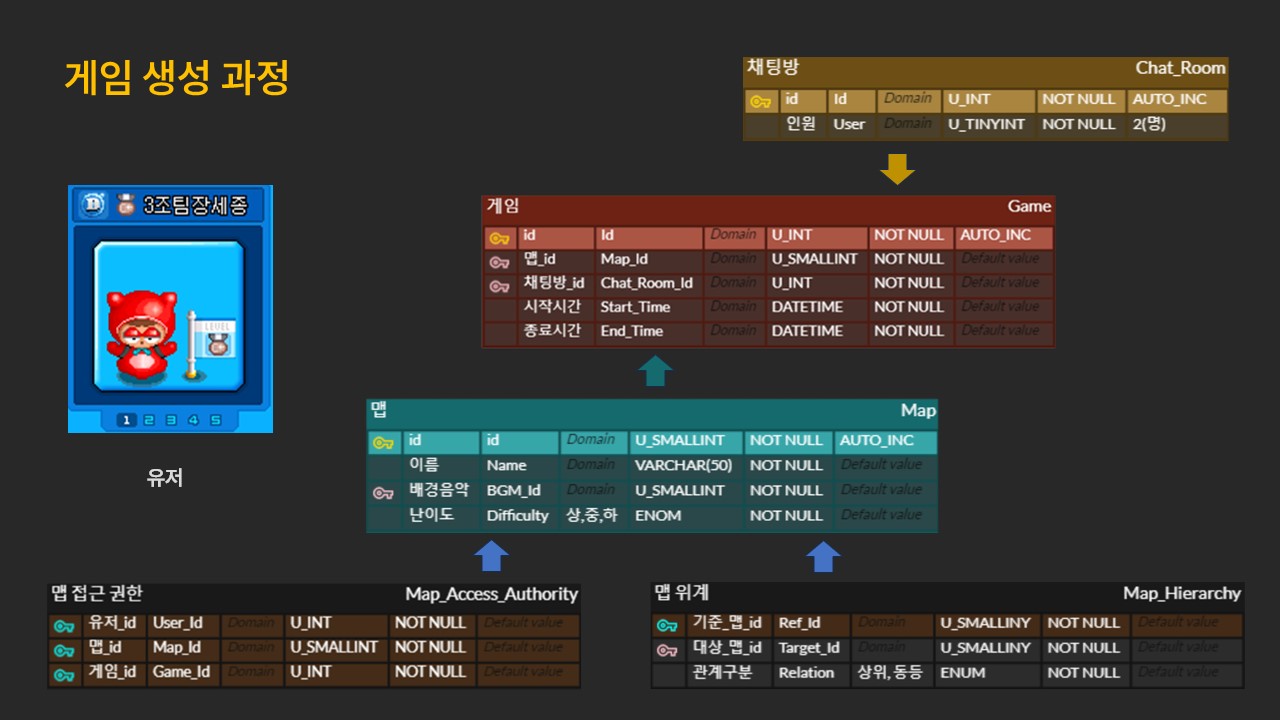 게임 생성 과정
채팅방 Chat_Room
id Id Domain U_INT NOT NULL AUTO_INC
인원 User Domain U_TINYINT NOT NULL 2(명)
3조팀장세종
LEVEL
1 2 3 4 5
유저
게임 Game
id Id Domain U_INT NOT NULL AUTO_INC
맵_id Map_Id Domain U_SMALLINT NOT NULL Default value
채팅방_id Chat_Room_Id Domain U_INT NOT NULL Default value
시작시간 Start_Time Domain DATETIME NOT NULL Default value
종료시간 End_Time Domain DATETIME NOT NULL Default value
맵 Map
id id Domain U_SMALLINT NOT NULL AUTO_INC
이름 Name Domain VARCHAR(50) NOT NULL Default value
배경음악 BGM_Id Domain U_SMALLINT NOT NULL Default value
난이도 Difficulty 상,중,하 ENOM NOT NULL Default value
맵 접근 권한 Map_Access_Authority
유저_id User_Id Domain U_INT NOT NULL Default value
맵_id Map_Id Domain U_SMALLINT NOT NULL Default value
게임_id Game_Id Domain U_INT NOT NULL Default value
맵 위계 Map_Hierarchy
기준_맵_id Ref_Id Domain U_SMALLINY NOT NULL Default value
대상_맵_id Target_Id Domain U_SMALLINY NOT NULL Default value
관계구분 Relation 상위,동등 ENUM NOT NULL Default value